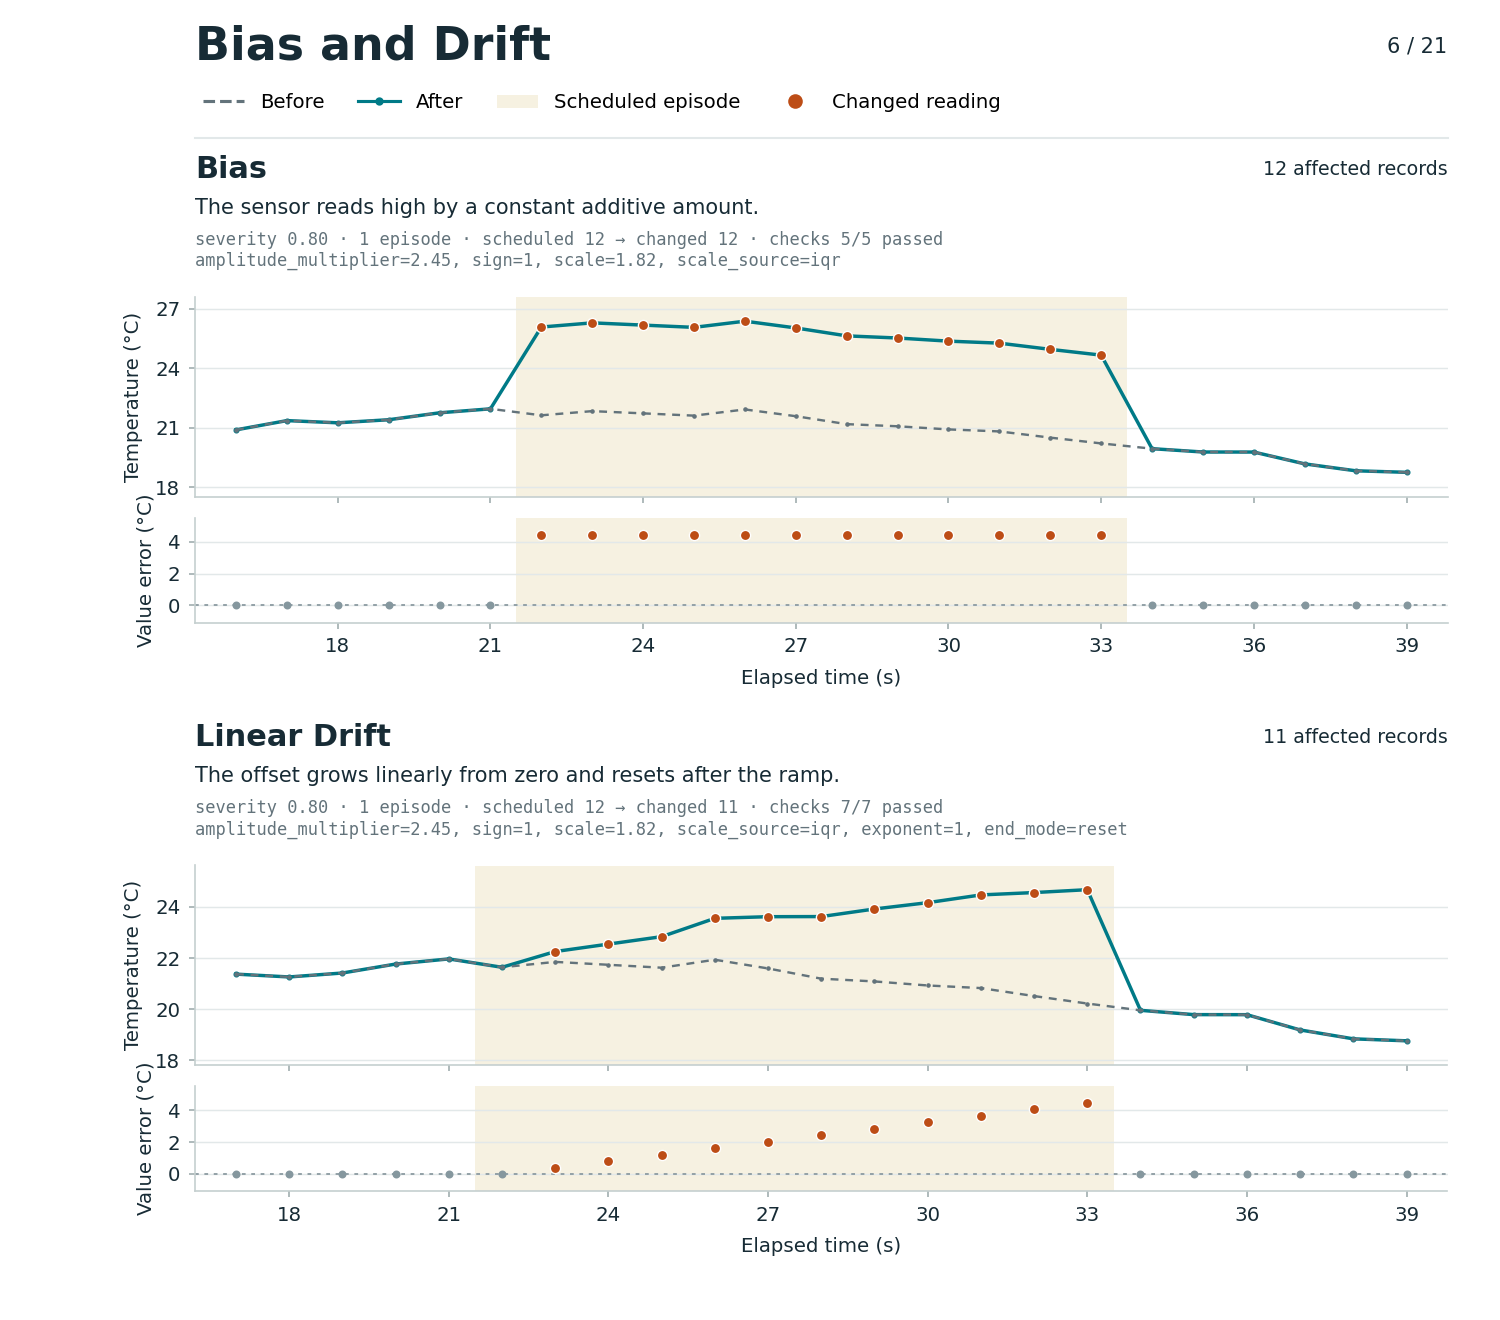 Bias and Drift
6 / 21
Before
After
Scheduled episode
Changed reading
Bias
12 affected records
The sensor reads high by a constant additive amount.
severity 0.80 · 1 episode · scheduled 12 → changed 12 · checks 5/5 passed
amplitude_multiplier=2.45, sign=1, scale=1.82, scale_source=iqr
Temperature (°C)
27
24
21
18
Value error (°C)
4
2
0
18
21
24
27
30
33
36
39
Elapsed time (s)
Linear Drift
11 affected records
The offset grows linearly from zero and resets after the ramp.
severity 0.80 · 1 episode · scheduled 12 → changed 11 · checks 7/7 passed
amplitude_multiplier=2.45, sign=1, scale=1.82, scale_source=iqr, exponent=1, end_mode=reset
Temperature (°C)
24
22
20
18
Value error (°C)
4
2
0
18
21
24
27
30
33
36
39
Elapsed time (s)